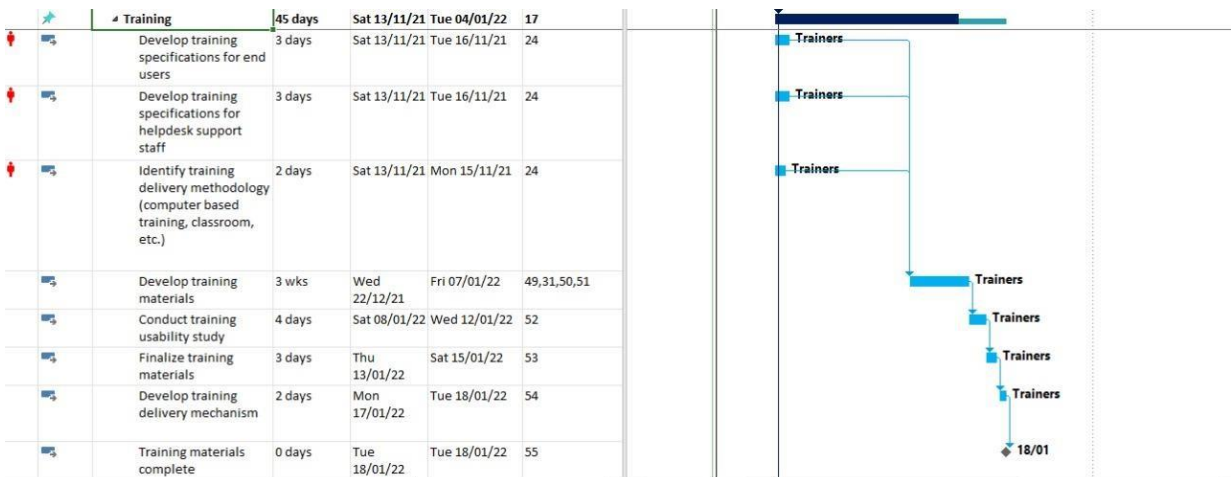 Training 45 days Sat 13/11/21 Tue 04/01/22 17
Develop training 3 days Sat 13/11/21 Tue 16/11/21 24 Trainers
specifications for end
users
Develop training 3 days Sat 13/11/21 Tue 16/11/21 24 Trainers
specifications for
helpdesk support
staff
Identify training 2 days Sat 13/11/21 Mon 15/11/21 24 Trainers
delivery methodology
(computer based
training, classroom,
etc.)
Develop training 3 wks Wed Fri 07/01/22 49,31,50,51 Trainers
materials 22/12/21
Conduct training 4 days Sat 08/01/22 Wed 12/01/22 52 Trainers
usability study
Finalize training 3 days Thu Sat 15/01/22 53 Trainers
materials 13/01/22
Develop training 2 days Mon Tue 18/01/22 54 Trainers
delivery mechanism 17/01/22
Training materials 0 days Tue Tue 18/01/22 55 18/01
complete 18/01/22